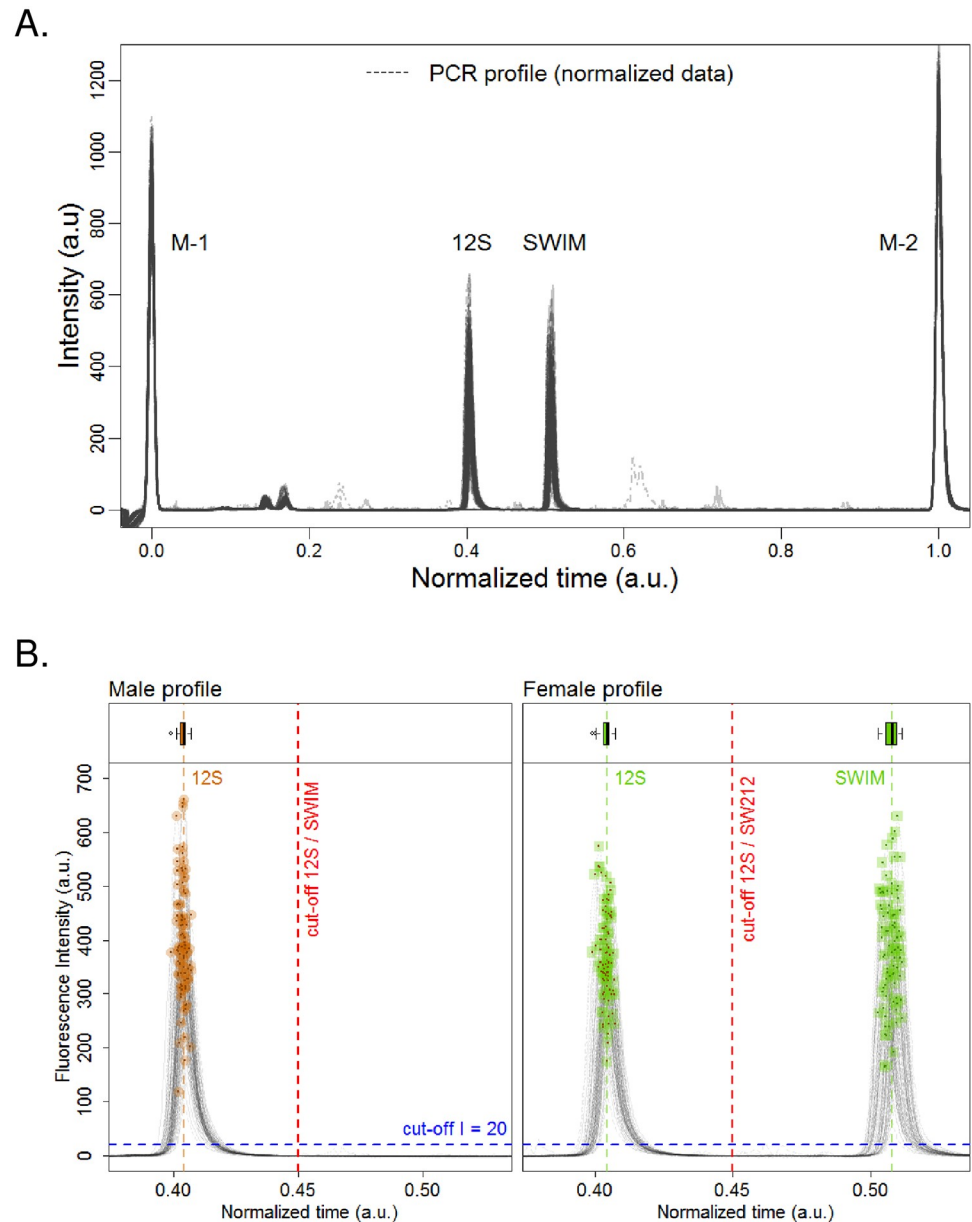 A.
PCR profile (normalized data)
M-1
12S
SWIM
M-2
Intensity (a.u)
0
200
400
600
800
1000
1200
0.0
0.2
0.4
0.6
0.8
1.0
Normalized time (a.u.)
B.
Male profile
12S
cut-off 12S / SWIM
cut-off I = 20
Fluorescence Intensity (a.u.)
700
600
500
400
300
200
100
0
0.40
0.45
0.50
Normalized time (a.u.)
Female profile
12S
SWIM
cut-off 12S / SW212
0.40
0.45
0.50
Normalized time (a.u.)